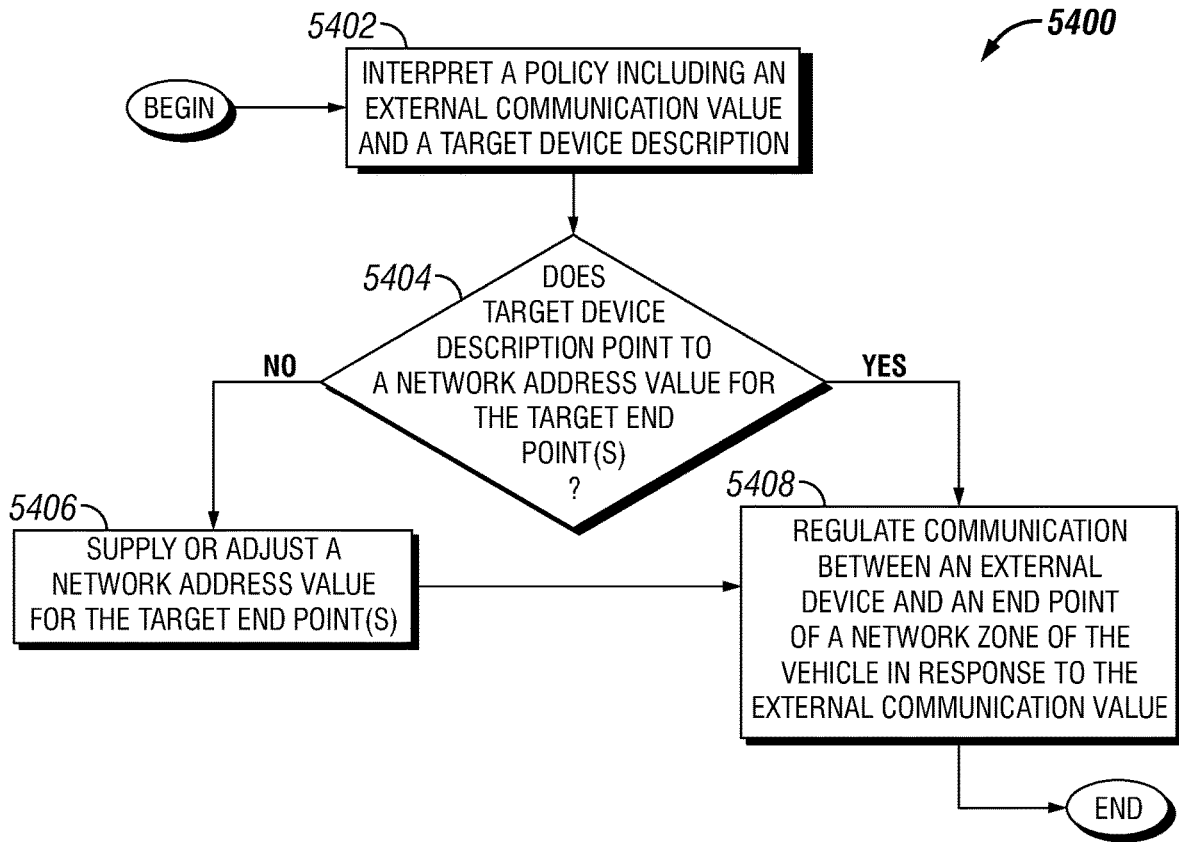 5400
5402
BEGIN
INTERPRET A POLICY INCLUDING AN
EXTERNAL COMMUNICATION VALUE
AND A TARGET DEVICE DESCRIPTION
5404
DOES
TARGET DEVICE
DESCRIPTION POINT TO
A NETWORK ADDRESS VALUE FOR
THE TARGET END
POINT(S)
?
NO
YES
5406
SUPPLY OR ADJUST A
NETWORK ADDRESS VALUE
FOR THE TARGET END POINT(S)
5408
REGULATE COMMUNICATION
BETWEEN AN EXTERNAL
DEVICE AND AN END POINT
OF A NETWORK ZONE OF THE
VEHICLE IN RESPONSE TO THE
EXTERNAL COMMUNICATION VALUE
END